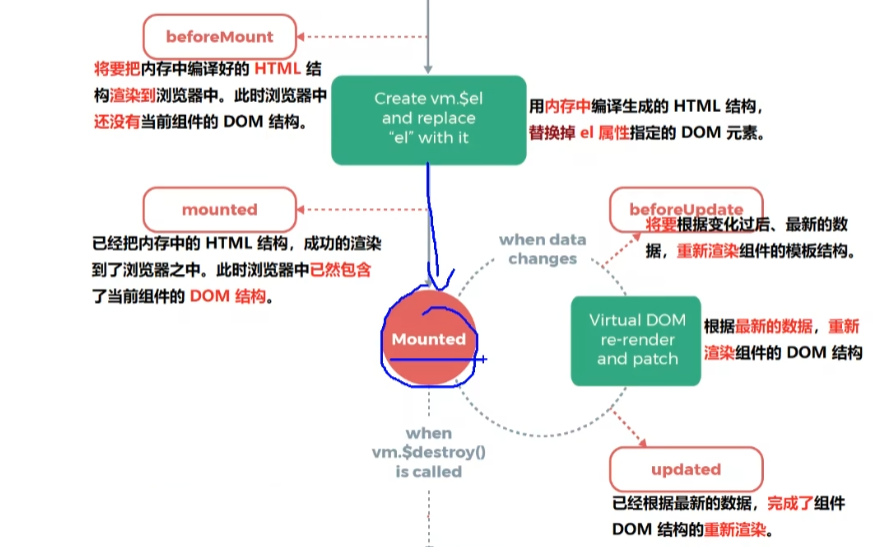 beforeMount
将要把内存中编译好的 HTML 结
构渲染到浏览器中。此时浏览器中
还没有当前组件的 DOM 结构。
Create vm.$el
and replace
“el” with it
用内存中编译生成的 HTML 结构，
替换掉 el 属性指定的 DOM 元素。
mounted
已经把内存中的 HTML 结构，成功的渲染
到了浏览器之中。此时浏览器中已然包含
了当前组件的 DOM 结构。
beforeUpdate
将要根据变化过后、最新的数
据，重新渲染组件的模板结构。
when data
changes
Mounted
Virtual DOM
re-render
and patch
根据最新的数据，重新
渲染组件的 DOM 结构
when
vm.$destroy()
is called
updated
已经根据最新的数据，完成了组件
DOM 结构的重新渲染。